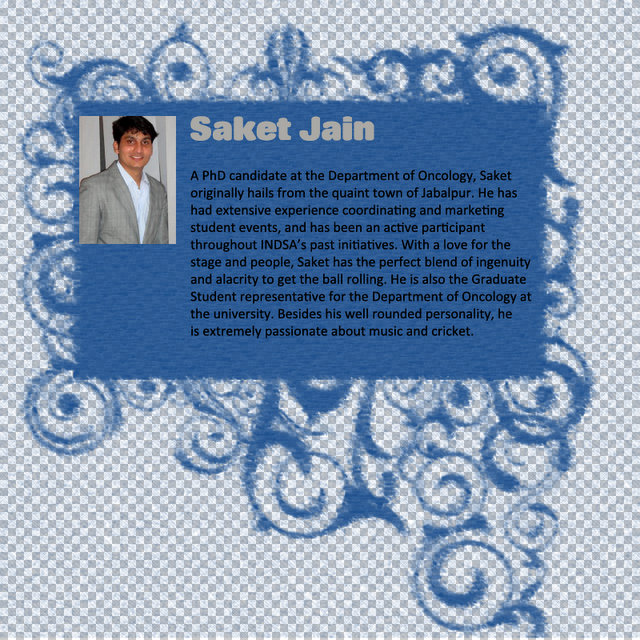 Saket Jain
A PhD candidate at the Department of Oncology, Saket
originally hails from the quaint town of Jabalpur. He has
had extensive experience coordinating and marketing
student events, and has been an active participant
throughout INDSA's past initiatives. With a love for the
stage and people, Saket has the perfect blend of ingenuity
and alacrity to get the ball rolling. He is also the Graduate
Student representative for the Department of Oncology at
the university. Besides his well rounded personality, he
is extremely passionate about music and cricket.